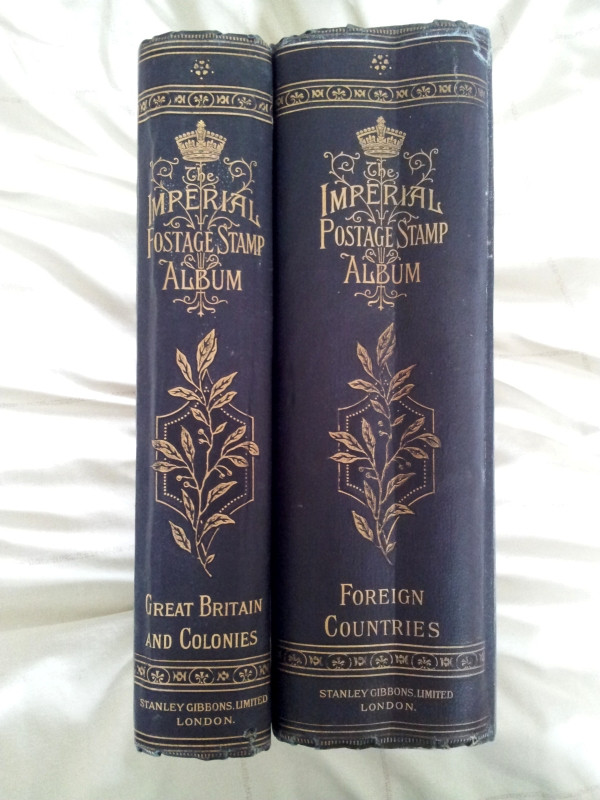 The
IMPERIAL
POSTAGE STAMP
ALBUM
GREAT BRITAIN
AND COLONIES
STANLEY GIBBONS, LIMITED
LONDON.
The
IMPERIAL
POSTAGE STAMP
ALBUM
FOREIGN
COUNTRIES
STANLEY GIBBONS, LIMITED
LONDON.